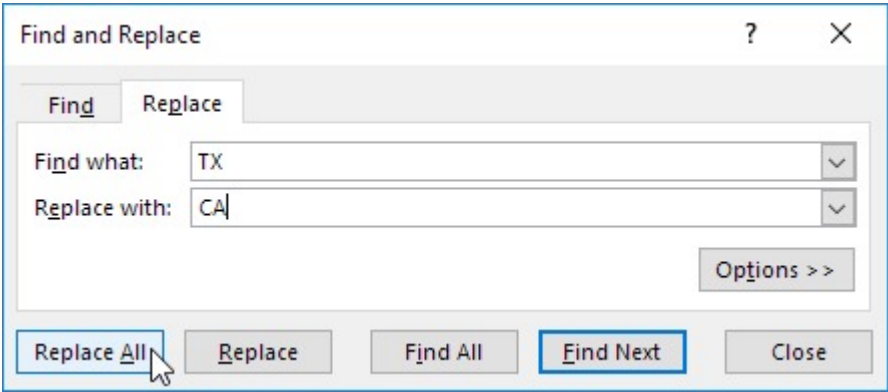 Find and Replace ?
Find Replace
Find what: TX
Replace with: CA
Options >>
Replace All Replace Find All Find Next Close